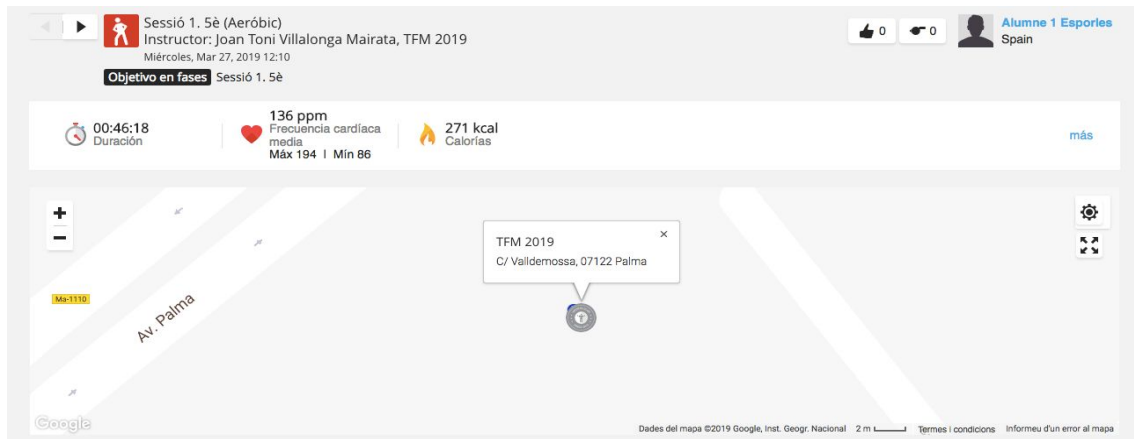 Sessió 1. 5è (Aeróbic)
Instructor: Joan Toni Villalonga Mairata, TFM 2019
Miércoles, Mar 27, 2019 12:10
Objetivo en fases Sessió 1. 5è
0
0
Alumne 1 Esporles
Spain
00:46:18
Duración
136 ppm
Frecuencia cardíaca
media
Máx 194 | Mín 86
271 kcal
Calorías
más
+
−
TFM 2019
×
C/ Valldemossa, 07122 Palma
Ma-1110
Av. Palma
Google
Dades del mapa ©2019 Google, Inst. Geogr. Nacional 2 m Termes i condicions Informeu d'un error al mapa